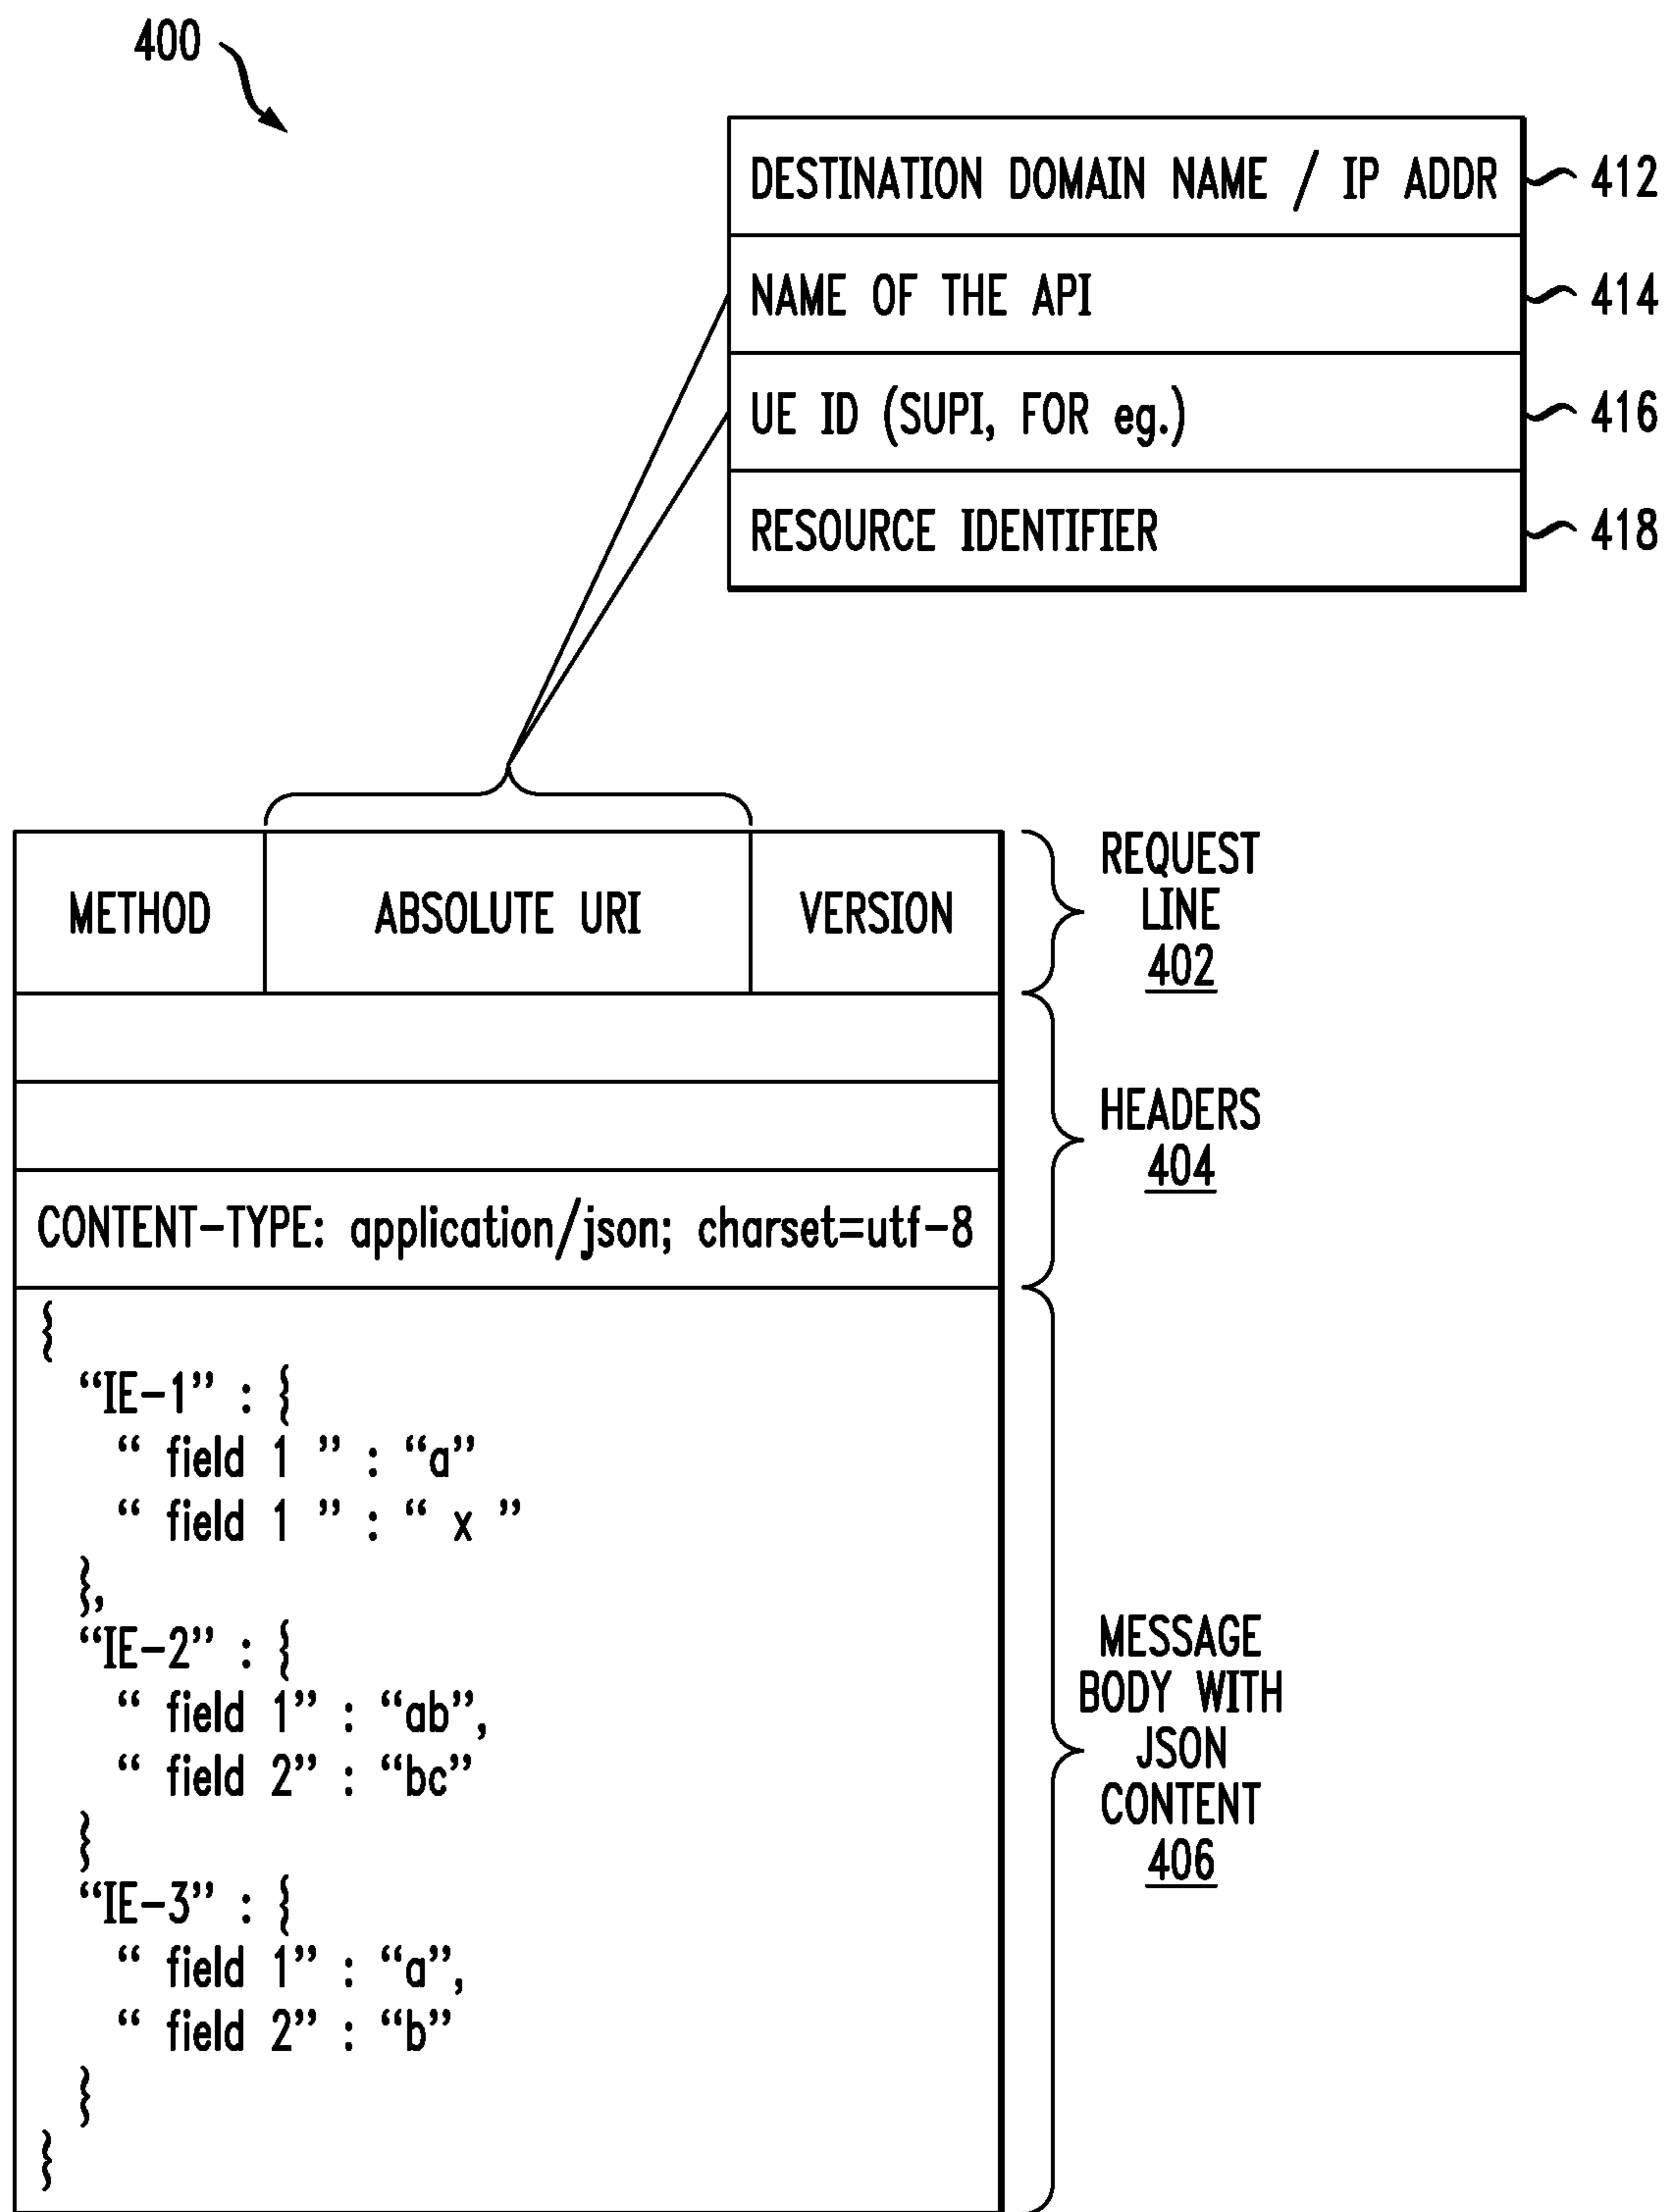 400
DESTINATION DOMAIN NAME / IP ADDR 412
NAME OF THE API 414
UE ID (SUPI, FOR eg.) 416
RESOURCE IDENTIFIER 418
METHOD ABSOLUTE URI VERSION
REQUEST
LINE
402
HEADERS
404
CONTENT-TYPE: application/json; charset=utf-8
{
“IE-1” : {
“ field 1 ” : “a”
“ field 1 ” : “ x ”
},
“IE-2” : {
“ field 1” : “ab”,
“ field 2” : “bc”
}
“IE-3” : {
“ field 1” : “a”,
“ field 2” : “b”
}
}
MESSAGE
BODY WITH
JSON
CONTENT
406